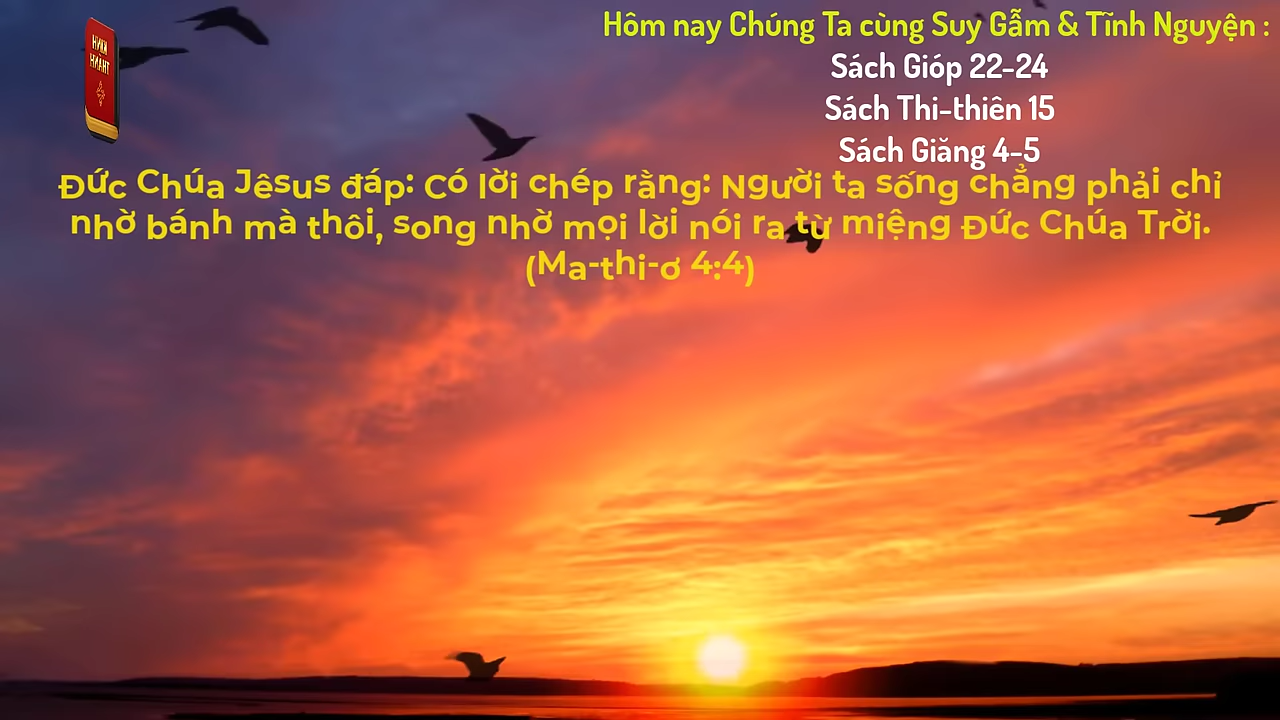 KINH
THÁNH
Hôm nay Chúng Ta cùng Suy Gẫm & Tĩnh Nguyện :
Sách Gióp 22-24
Sách Thi-thiên 15
Sách Giăng 4-5
Đức Chúa Jêsus đáp: Có lời chép rằng: Người ta sống chẳng phải chỉ
nhờ bánh mà thôi, song nhờ mọi lời nói ra từ miệng Đức Chúa Trời.
(Ma-thi-ơ 4:4)